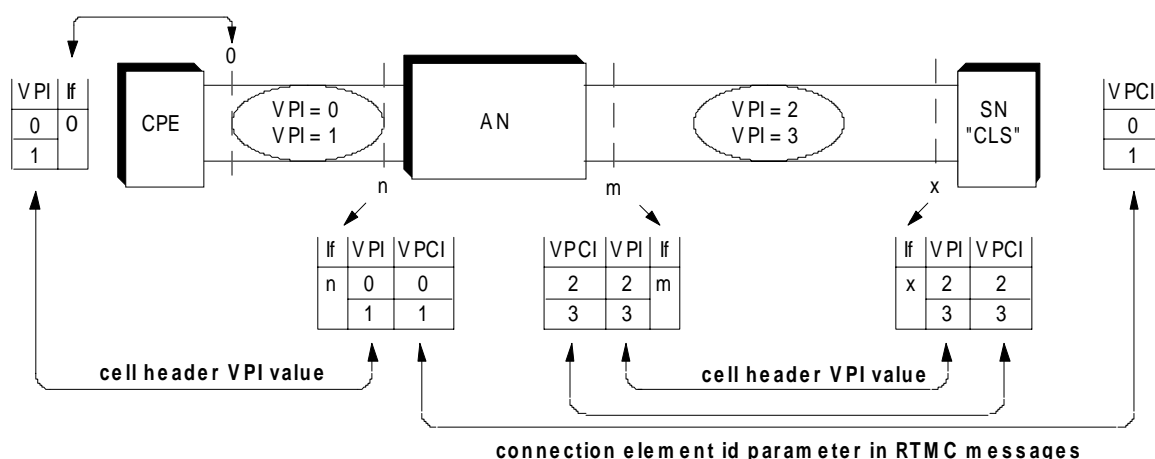 0
VPI If
0 0
1
CPE
VPI = 0
VPI = 1
AN
VPI = 2
VPI = 3
SN
"CLS"
VPCI
0
1
n
m
x
If VPI VPCI
n 0 0
1 1
VPCI VPI If
2 2 m
3 3
If VPI VPCI
x 2 2
3 3
cell header VPI value
cell header VPI value
connection element id parameter in RTMC messages